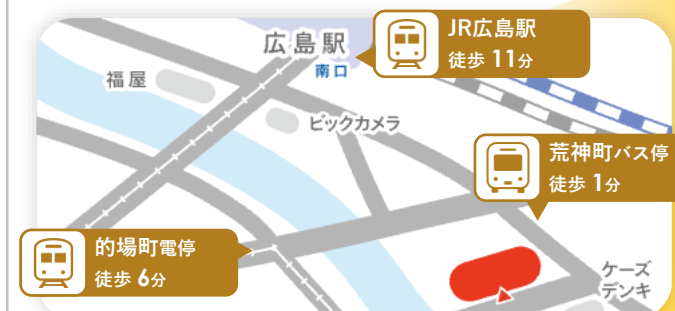 JR広島駅
徒歩 11分
広島駅
南口
福屋
ビックカメラ
荒神町バス停
徒歩 1分
的場町電停
徒歩 6分
ケーズ
デンキ